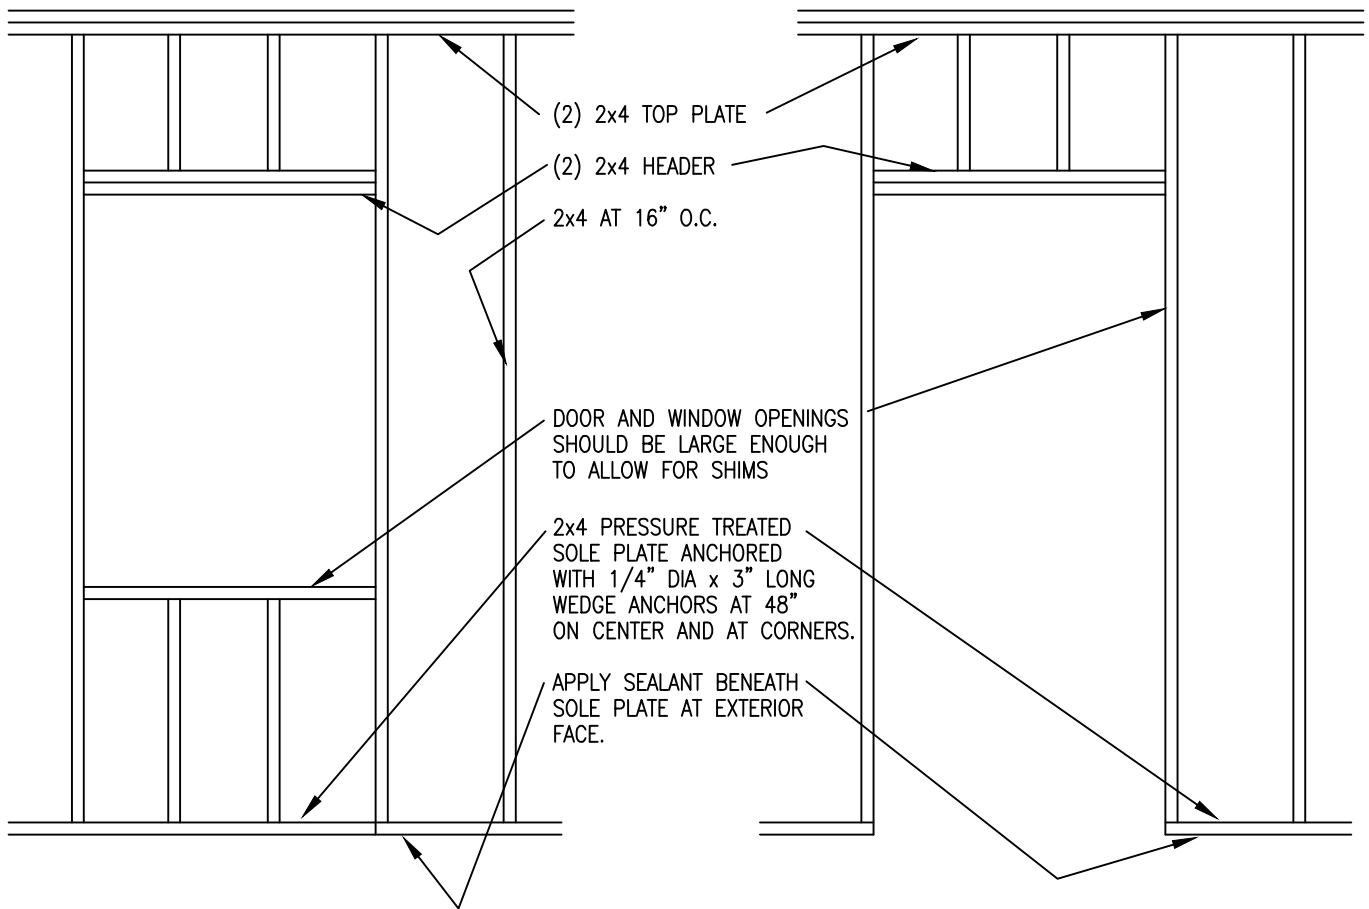 (2) 2x4 TOP PLATE
(2) 2x4 HEADER
2x4 AT 16" O.C.
DOOR AND WINDOW OPENINGS
SHOULD BE LARGE ENOUGH
TO ALLOW FOR SHIMS
2x4 PRESSURE TREATED
SOLE PLATE ANCHORED
WITH 1/4" DIA x 3" LONG
WEDGE ANCHORS AT 48"
ON CENTER AND AT CORNERS.
APPLY SEALANT BENEATH
SOLE PLATE AT EXTERIOR
FACE.